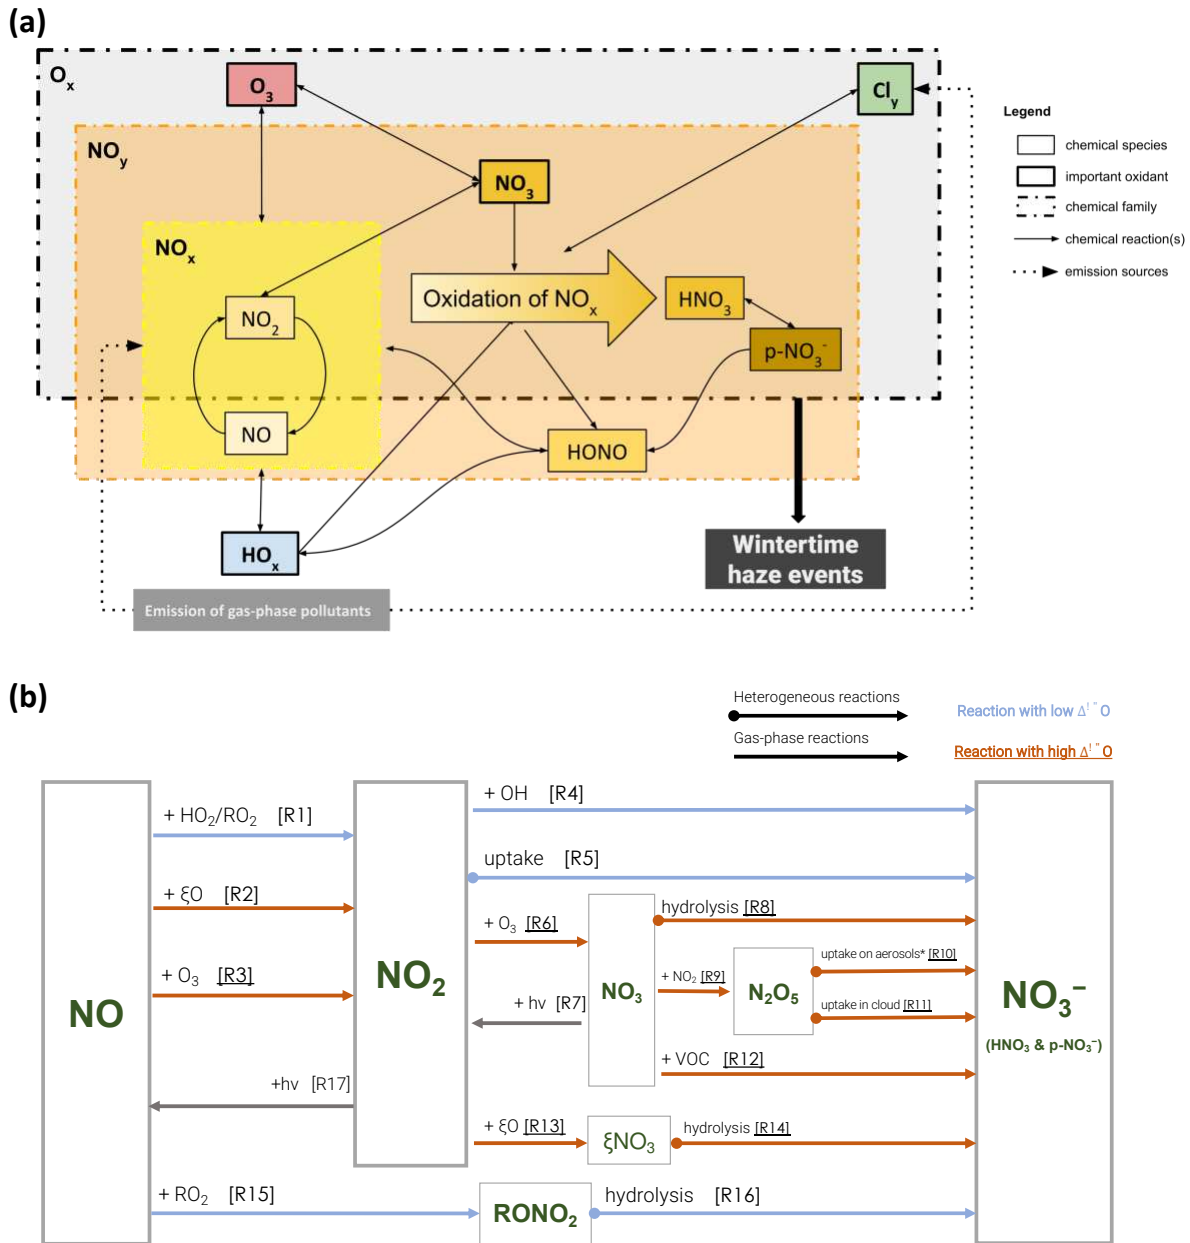 (a)
Oₓ
O₃
Clᵧ
Legend
chemical species
important oxidant
chemical family
chemical reaction(s)
emission sources
NOᵧ
NO₃
NOₓ
NO₂
Oxidation of NOₓ
HNO₃
p-NO₃⁻
NO
HONO
HOₓ
Wintertime
haze events
Emission of gas-phase pollutants
(b)
Heterogeneous reactions
Reaction with low Δ!"O
Gas-phase reactions
Reaction with high Δ!"O
NO
+ HO₂/RO₂ [R1]
+ ξO [R2]
+ O₃ [R3]
+hv [R17]
+ RO₂ [R15]
NO₂
+ OH [R4]
uptake [R5]
+ O₃ [R6]
+ hv [R7]
NO₃
hydrolysis [R8]
+ NO₂ [R9]
N₂O₅
uptake on aerosols* [R10]
uptake in cloud [R11]
+ VOC [R12]
+ ξO [R13]
ξNO₃
hydrolysis [R14]
RONO₂
hydrolysis [R16]
NO₃⁻
(HNO₃ & p-NO₃⁻)